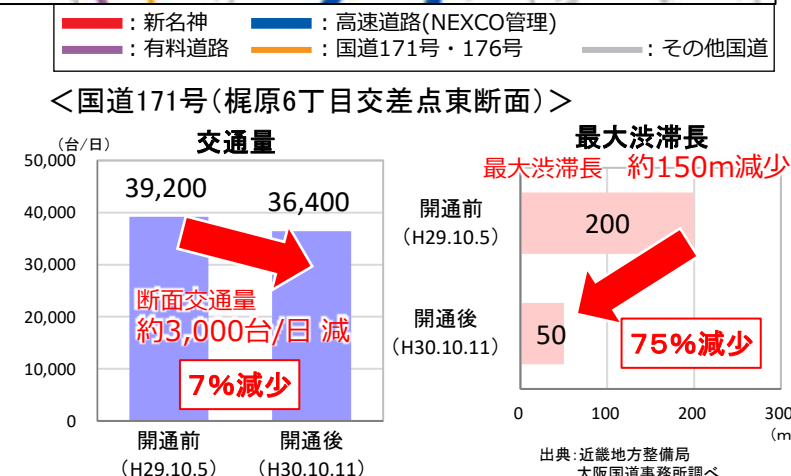 ：新名神　：高速道路(NEXCO管理)
：有料道路　：国道171号・176号　：その他国道
＜国道171号(梶原6丁目交差点東断面)＞
交通量
(台/日)
50,000
40,000
30,000
20,000
10,000
0
39,200
36,400
断面交通量
約3,000台/日 減
7%減少
開通前
(H29.10.5)
開通後
(H30.10.11)
最大渋滞長
最大渋滞長　約150m減少
開通前
(H29.10.5)
200
開通後
(H30.10.11)
50
75%減少
0
100
200
300
(m
出典：近畿地方整備局
大阪国道事務所調べ